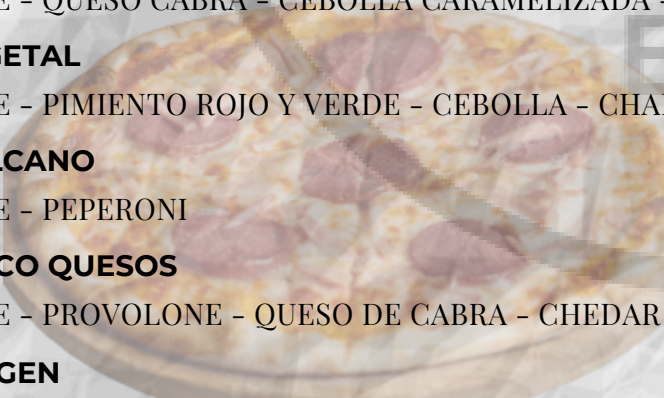 E - QUESO CABRA - CEBOLLA CARAMELIZADA -
GETAL
E - PIMIENTO ROJO Y VERDE - CEBOLLA - CHA
LCANO
E - PEPERONI
CO QUESOS
E - PROVOLONE - QUESO DE CABRA - CHEDAR
GEN